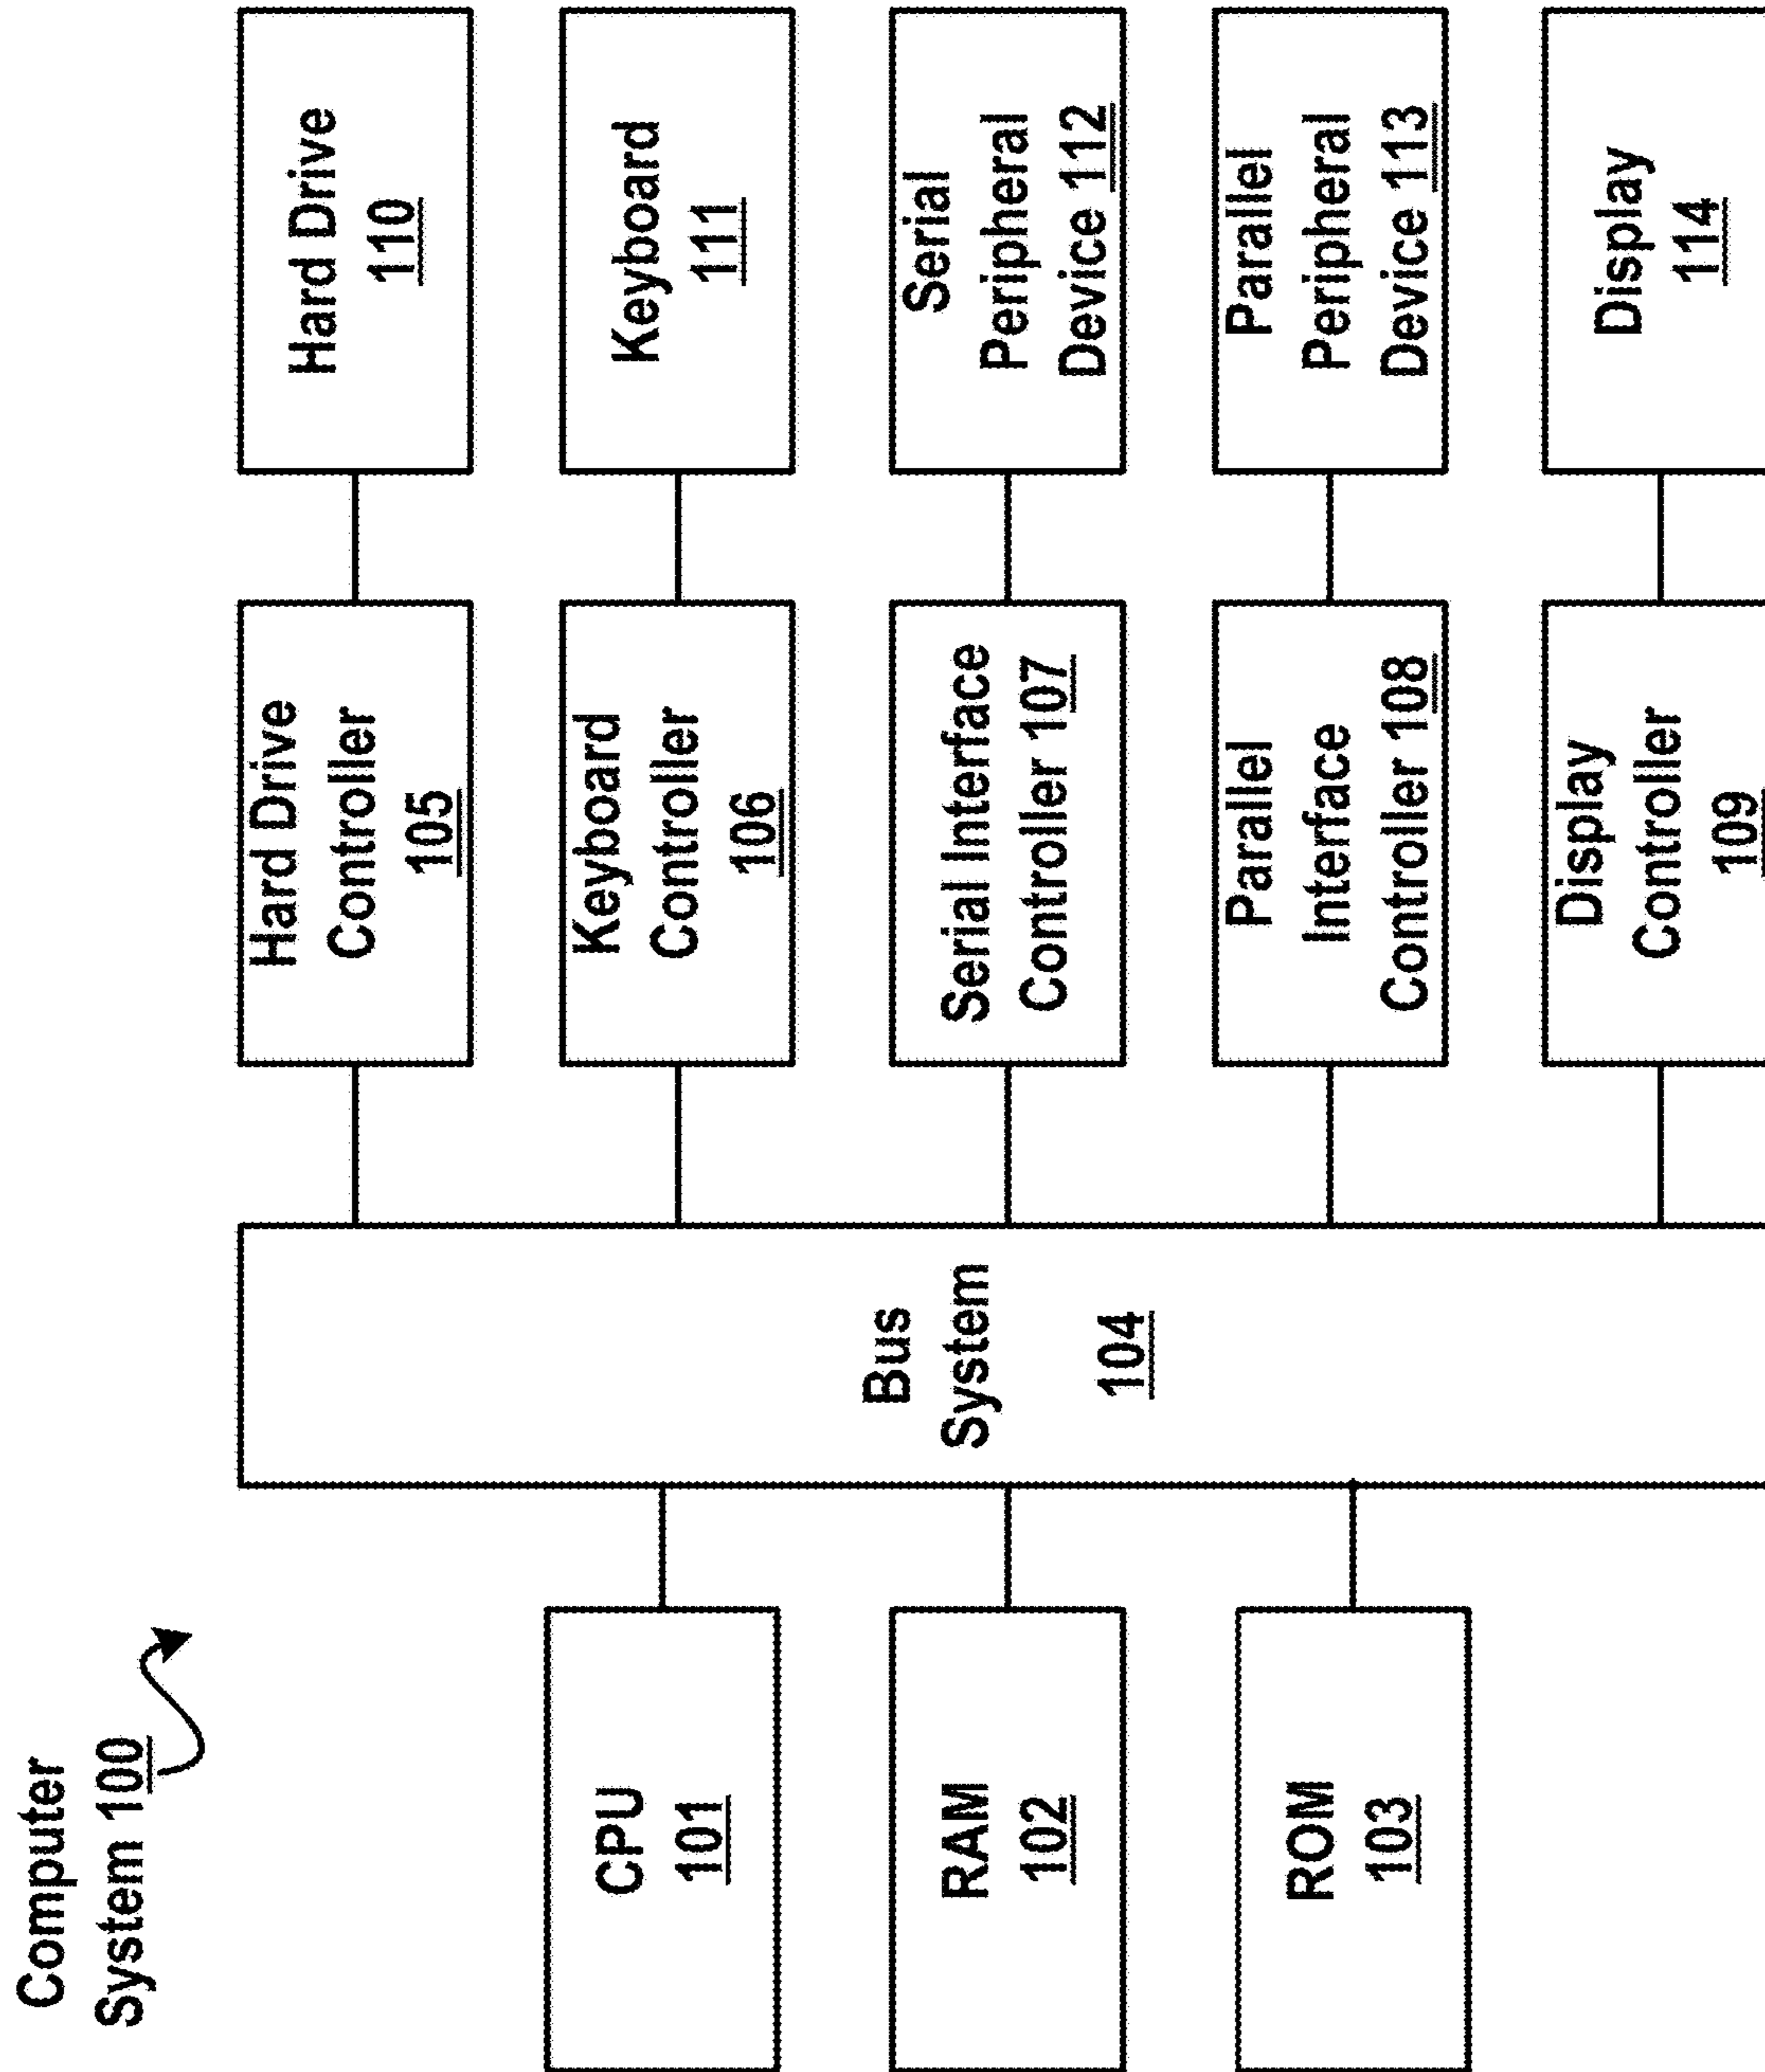 Computer
System 100
CPU
101
RAM
102
ROM
103
Bus
System
104
Hard Drive
Controller
105
Keyboard
Controller
106
Serial Interface
Controller 107
Parallel
Interface
Controller 108
Display
Controller
109
Hard Drive
110
Keyboard
111
Serial
Peripheral
Device 112
Parallel
Peripheral
Device 113
Display
114